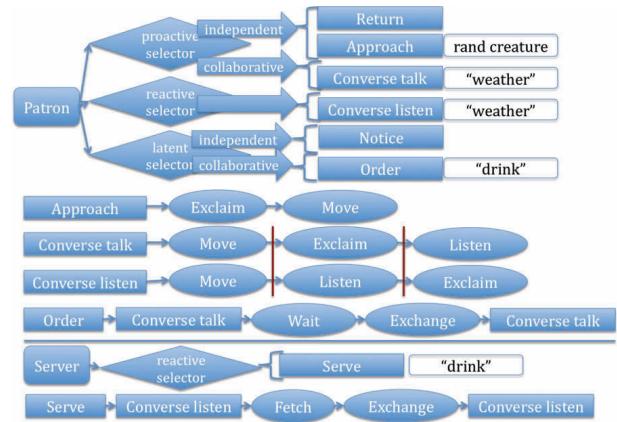 proactive selector
independent
Return
Approach
rand creature
collaborative
Converse talk
“weather”
Patron
reactive selector
Converse listen
“weather”
latent selector
independent
Notice
collaborative
Order
“drink”
Approach
Exclaim
Move
Converse talk
Move
Exclaim
Listen
Converse listen
Move
Listen
Exclaim
Order
Converse talk
Wait
Exchange
Converse talk
Server
reactive selector
Serve
“drink”
Serve
Converse listen
Fetch
Exchange
Converse listen